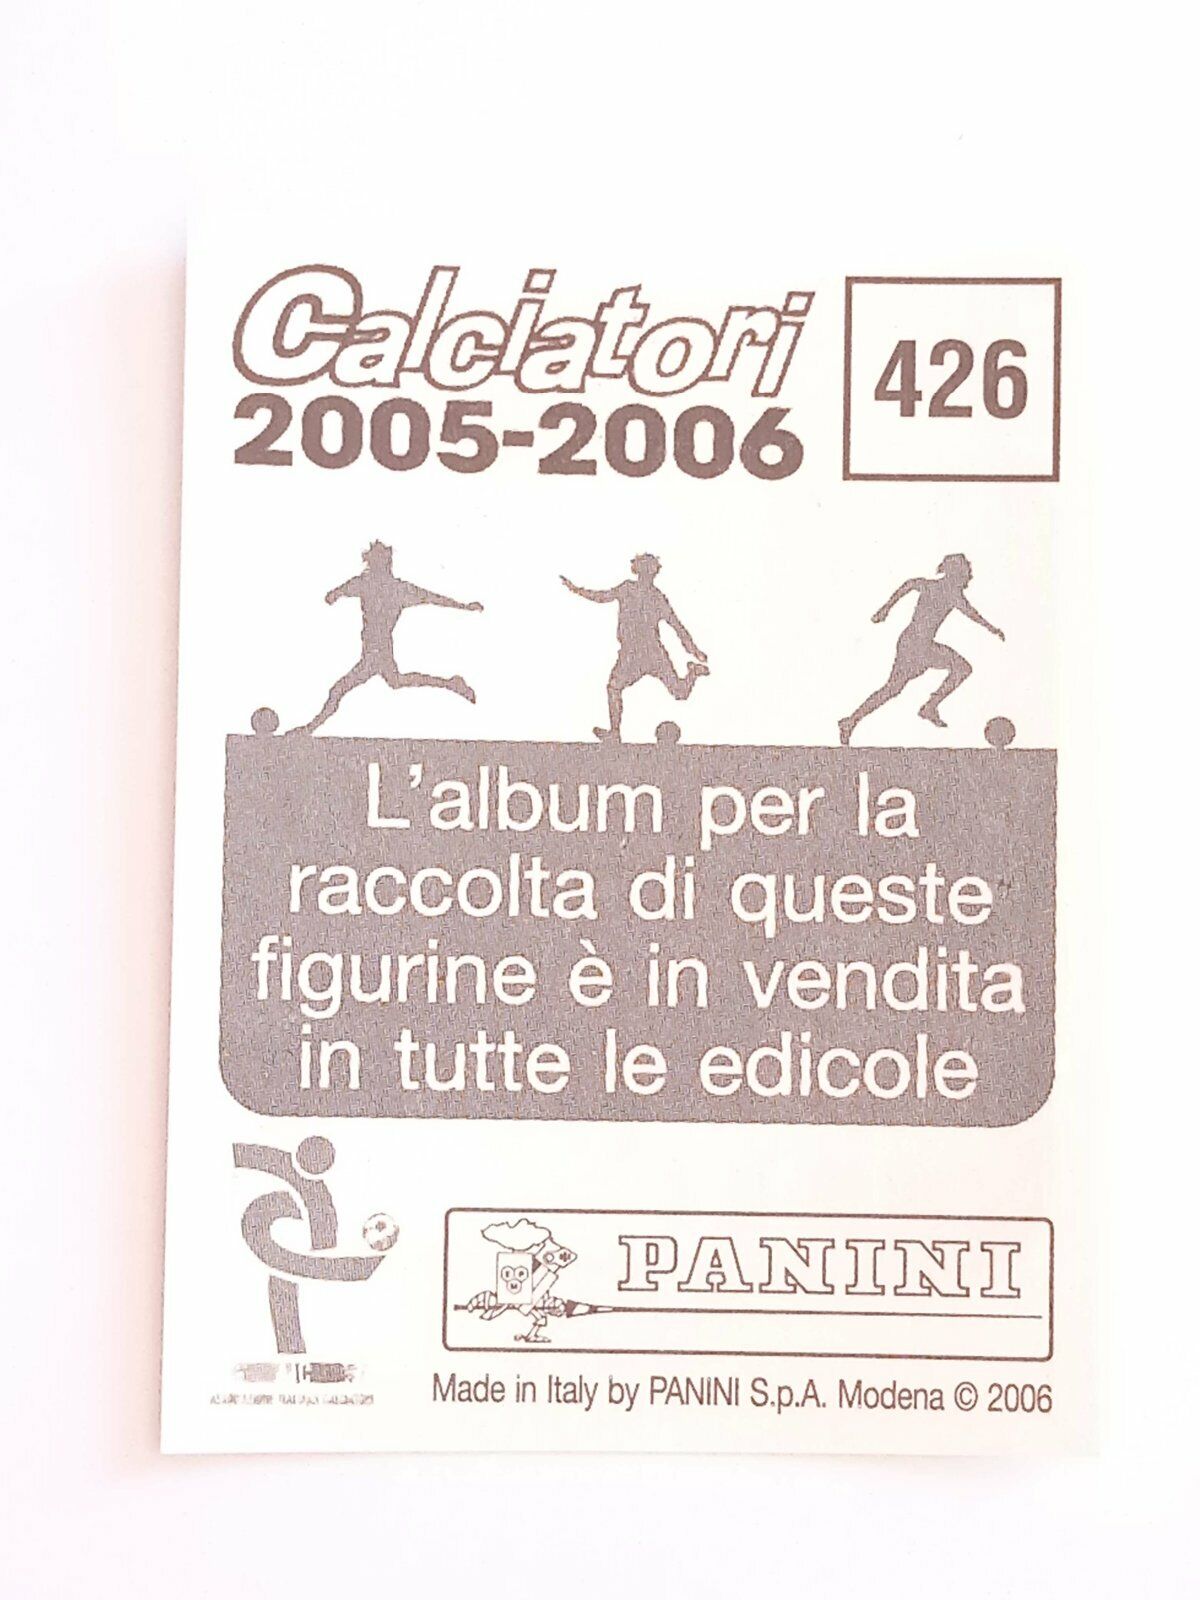 Calciatori
2005-2006
426
L'album per la
raccolta di queste
figurine è in vendita
in tutte le edicole
PANINI
Made in Italy by PANINI S.p.A. Modena © 2006